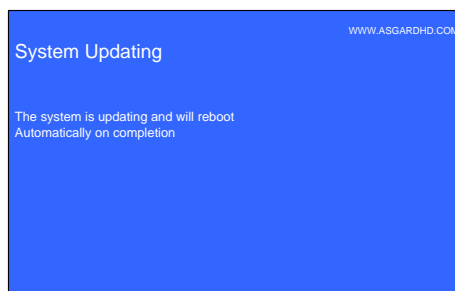 WWW.ASGARDHD.COM
System Updating
The system is updating and will reboot
Automatically on completion